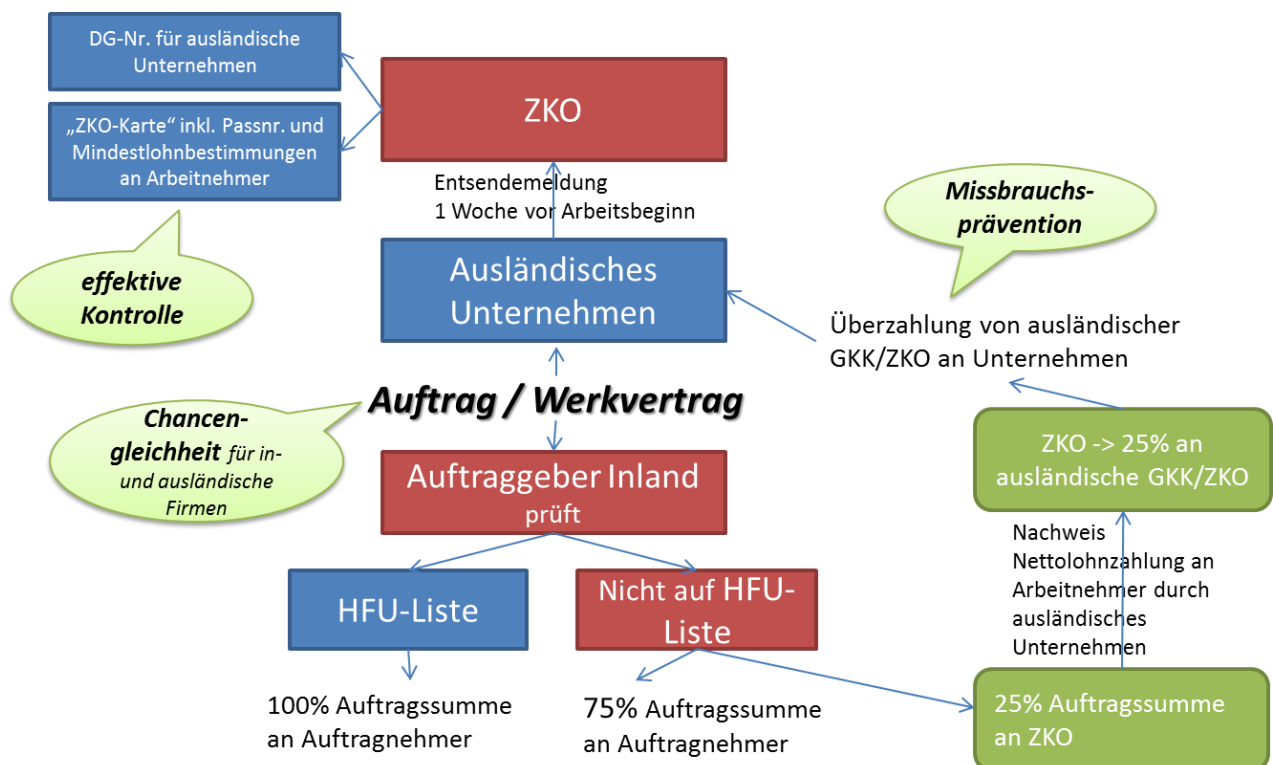 DG-Nr. für ausländische
Unternehmen
„ZKO-Karte“ inkl. Passnr. und
Mindestlohnbestimmungen
an Arbeitnehmer
ZKO
Entsendemeldung
1 Woche vor Arbeitsbeginn
effektive
Kontrolle
Ausländisches
Unternehmen
Missbrauchs-
prävention
Überzahlung von ausländischer
GKK/ZKO an Unternehmen
Auftrag / Werkvertrag
Chancen-
gleichheit für in-
und ausländische
Firmen
Auftraggeber Inland
prüft
ZKO -> 25% an
ausländische GKK/ZKO
HFU-Liste
Nicht auf HFU-
Liste
Nachweis
Nettolohnzahlung an
Arbeitnehmer durch
ausländisches
Unternehmen
100% Auftragssumme
an Auftragnehmer
75% Auftragssumme
an Auftragnehmer
25% Auftragssumme
an ZKO